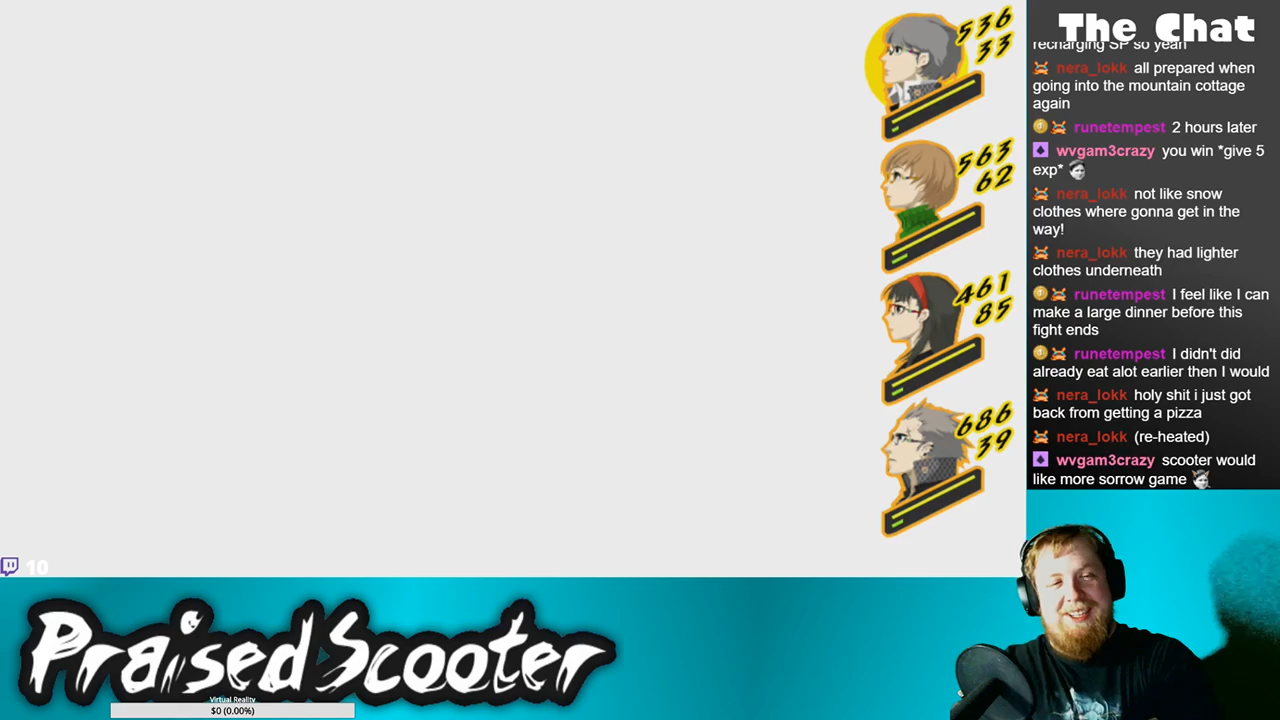 536
33
563
62
461
85
686
39
The Chat
recharging SP so yeah
nera_lokk all prepared when
going into the mountain cottage
again
runetempest 2 hours later
wvgam3crazy you win *give 5
exp*
nera_lokk not like snow
clothes where gonna get in the
way!
nera_lokk they had lighter
clothes underneath
runetempest I feel like I can
make a large dinner before this
fight ends
runetempest I didn't did
already eat alot earlier then I would
nera_lokk holy shit i just got
back from getting a pizza
nera_lokk (re-heated)
wvgam3crazy scooter would
like more sorrow game
10
PraisedScooter
Virtual Reality
$0 (0.00%)